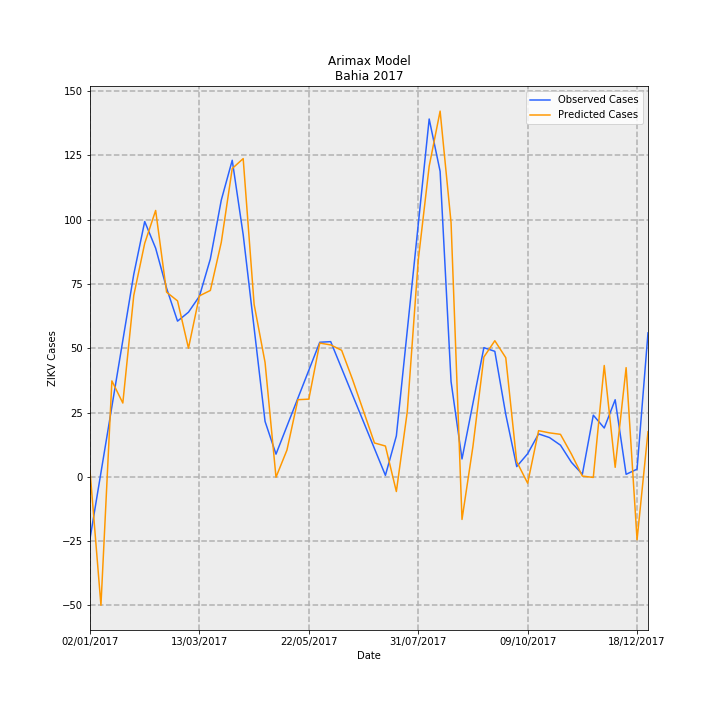 Arimax Model
Bahia 2017
Observed Cases
Predicted Cases
150
125
100
75
50
25
0
−25
−50
ZIKV Cases
02/01/2017 13/03/2017 22/05/2017 31/07/2017 09/10/2017 18/12/2017
Date